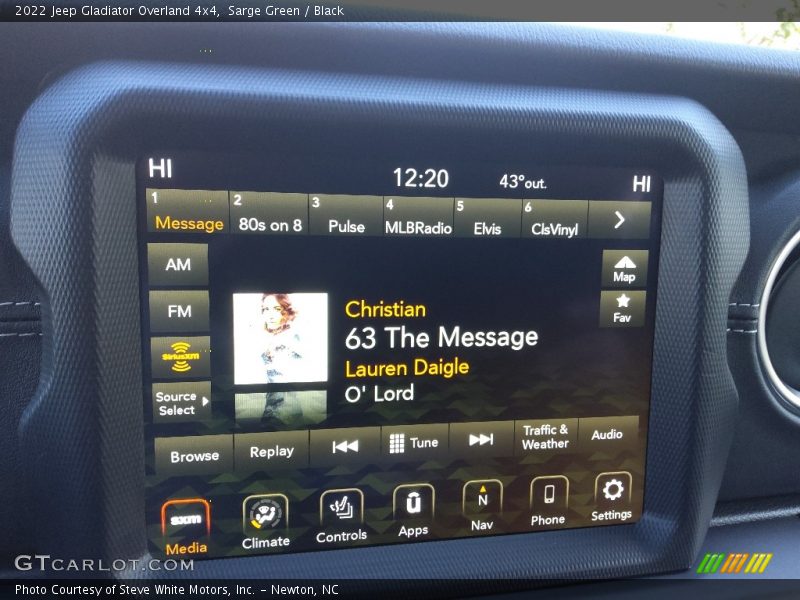 2022 Jeep Gladiator Overland 4x4, Sarge Green / Black
HI 12:20 43°out. HI
1 Message 2 80s on 8 3 Pulse 4 MLBRadio 5 Elvis 6 ClsVinyl
AM
FM
SiriusXM
Source Select
Map
Fav
Christian
63 The Message
Lauren Daigle
O' Lord
Browse Replay Tune Traffic & Weather Audio
sxm Media Climate Controls Apps N Nav Phone Settings
GTCARLOT.COM
Photo Courtesy of Steve White Motors, Inc. – Newton, NC